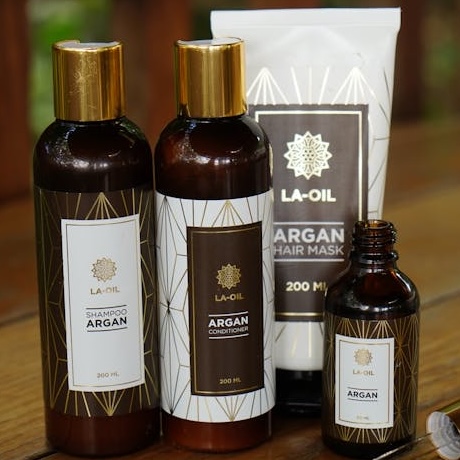 LA-OIL
SHAMPOO
ARGAN
200 ML
LA-OIL
ARGAN
CONDITIONER
200 ML
LA-OIL
ARGAN
HAIR MASK
200 ML
LA-OIL
ARGAN
ML